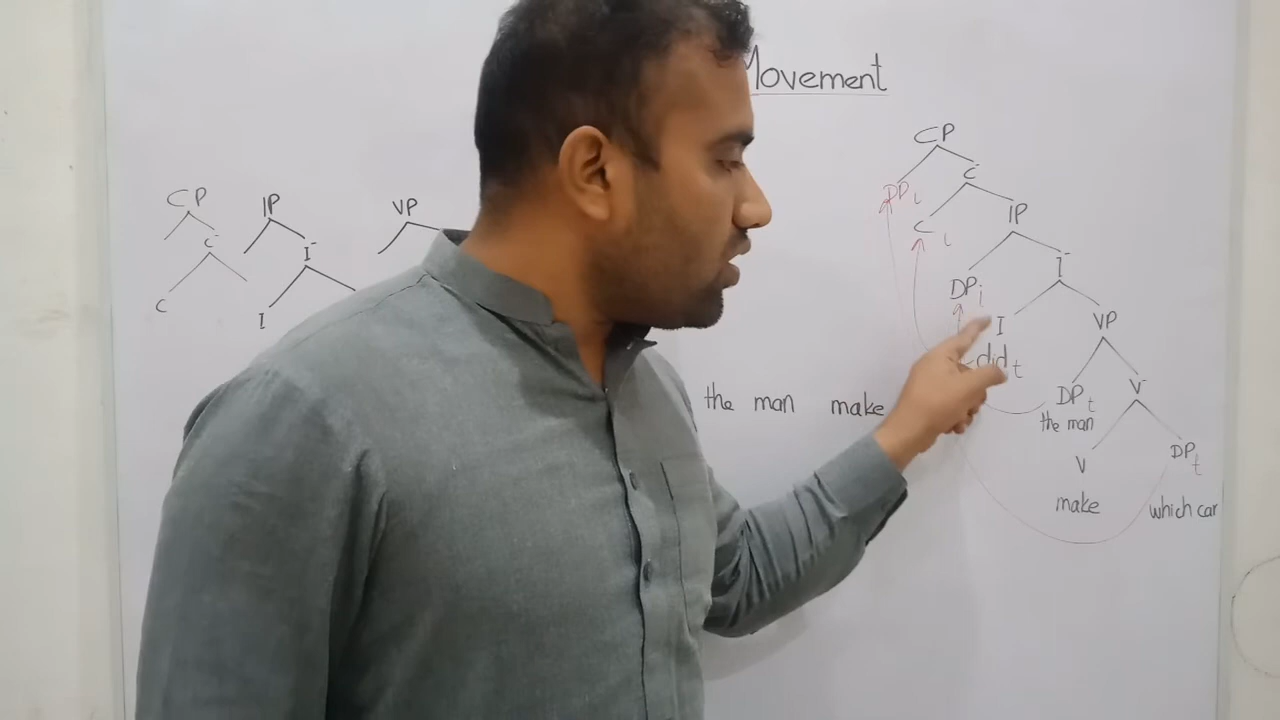 Movement
CP
DP i
C̄
C i
IP
DP i
Ī
I
did t
VP
DP t
the man
V̄
V
make
DP t
which car
CP
C̄
C
IP
Ī
I
VP
the man make